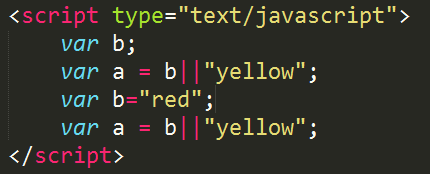 <script type="text/javascript">
var b;
var a = b||"yellow";
var b="red";
var a = b||"yellow";
</script>